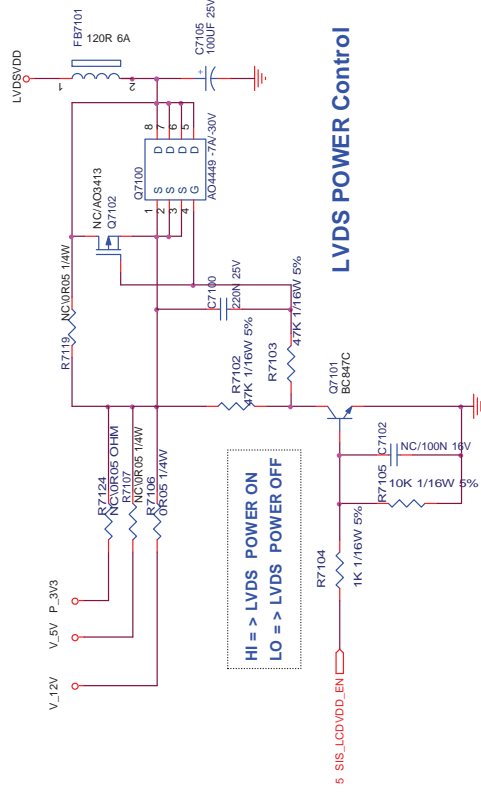 LVDSVDD
FB7101
120R 6A
1
2
C7105
100UF 25V
+
Q7100
1
2
3
4
S
S
S
G
D
D
D
D
8
7
6
5
AO4449 -7A/-30V
NC/AO3413
Q7102
R7119
NC\0R05 1/4W
C7100
220N 25V
R7102
47K 1/16W 5%
R7103
47K 1/16W 5%
LVDS POWER Control
Q7101
BC847C
C7102
NC/100N 16V
R7105
10K 1/16W 5%
R7104
1K 1/16W 5%
R7124
NC\0R05 OHM
R7107
NC\0R05 1/4W
R7106
0R05 1/4W
HI = > LVDS POWER ON
LO = > LVDS POWER OFF
P_3V3
V_5V
V_12V
5 SIS_LCDVDD_EN